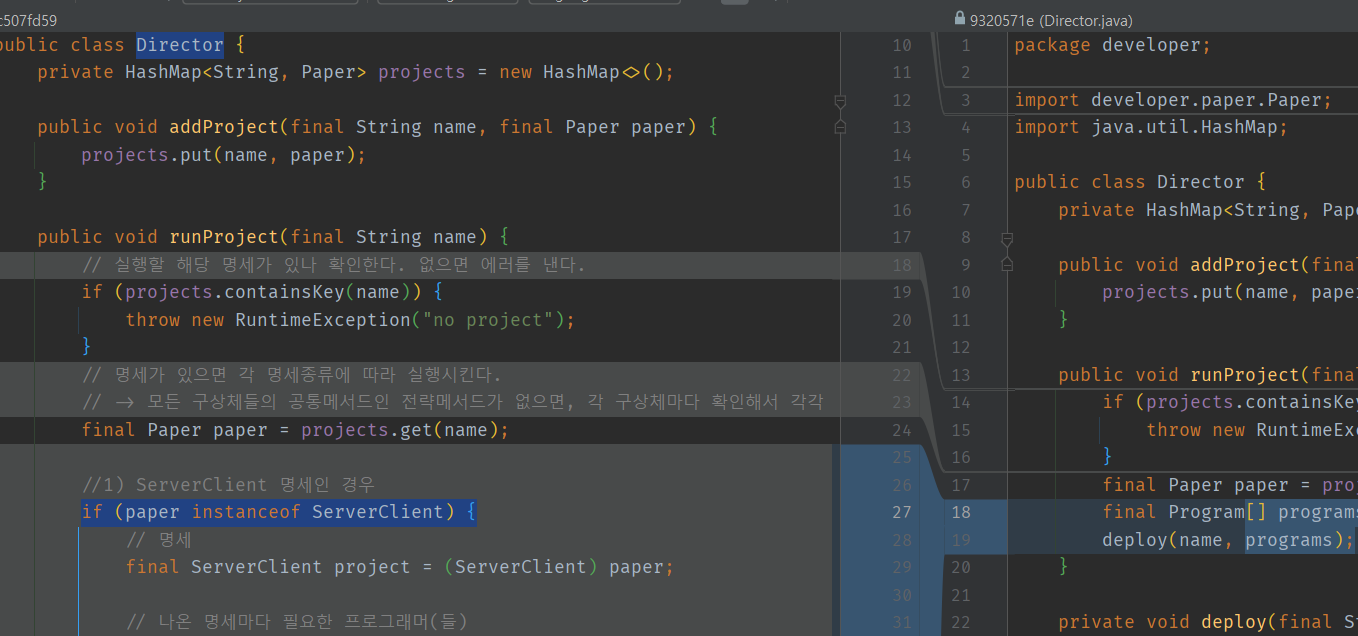 c507fd59
public class Director {
private HashMap<String, Paper> projects = new HashMap<>();
public void addProject(final String name, final Paper paper) {
projects.put(name, paper);
}
public void runProject(final String name) {
// 실행할 해당 명세가 있나 확인한다. 없으면 에러를 낸다.
if (projects.containsKey(name)) {
throw new RuntimeException("no project");
}
// 명세가 있으면 각 명세종류에 따라 실행시킨다.
// → 모든 구상체들의 공통메서드인 전략메서드가 없으면, 각 구상체마다 확인해서 각각
final Paper paper = projects.get(name);
//1) ServerClient 명세인 경우
if (paper instanceof ServerClient) {
// 명세
final ServerClient project = (ServerClient) paper;
// 나온 명세마다 필요한 프로그래머(들)
10
11
12
13
14
15
16
17
18
19
20
21
22
23
24
25
26
27
28
29
30
31
9320571e (Director.java)
1 package developer;
2
3 import developer.paper.Paper;
4 import java.util.HashMap;
5
6 public class Director {
7 private HashMap<String, Pape
8
9 public void addProject(final
10 projects.put(name, pape
11 }
12
13 public void runProject(final
14 if (projects.containsKey
15 throw new RuntimeEx
16 }
17 final Paper paper = proj
18 final Program[] programs
19 deploy(name, programs);
20 }
21
22 private void deploy(final S